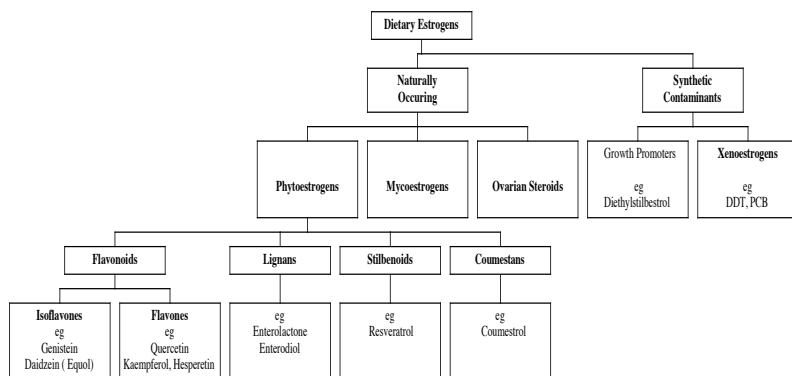 Dietary Estrogens
Naturally
Occuring
Synthetic
Contaminants
Phytoestrogens
Mycoestrogens
Ovarian Steroids
Growth Promoters
eg
Diethylstilbestrol
Xenoestrogens
eg
DDT, PCB
Flavonoids
Lignans
Stilbenoids
Coumestans
Isoflavones
eg
Genistein
Daidzein ( Equol)
Flavones
eg
Quercetin
Kaempferol, Hesperetin
eg
Enterolactone
Enterodiol
eg
Resveratrol
eg
Coumestrol